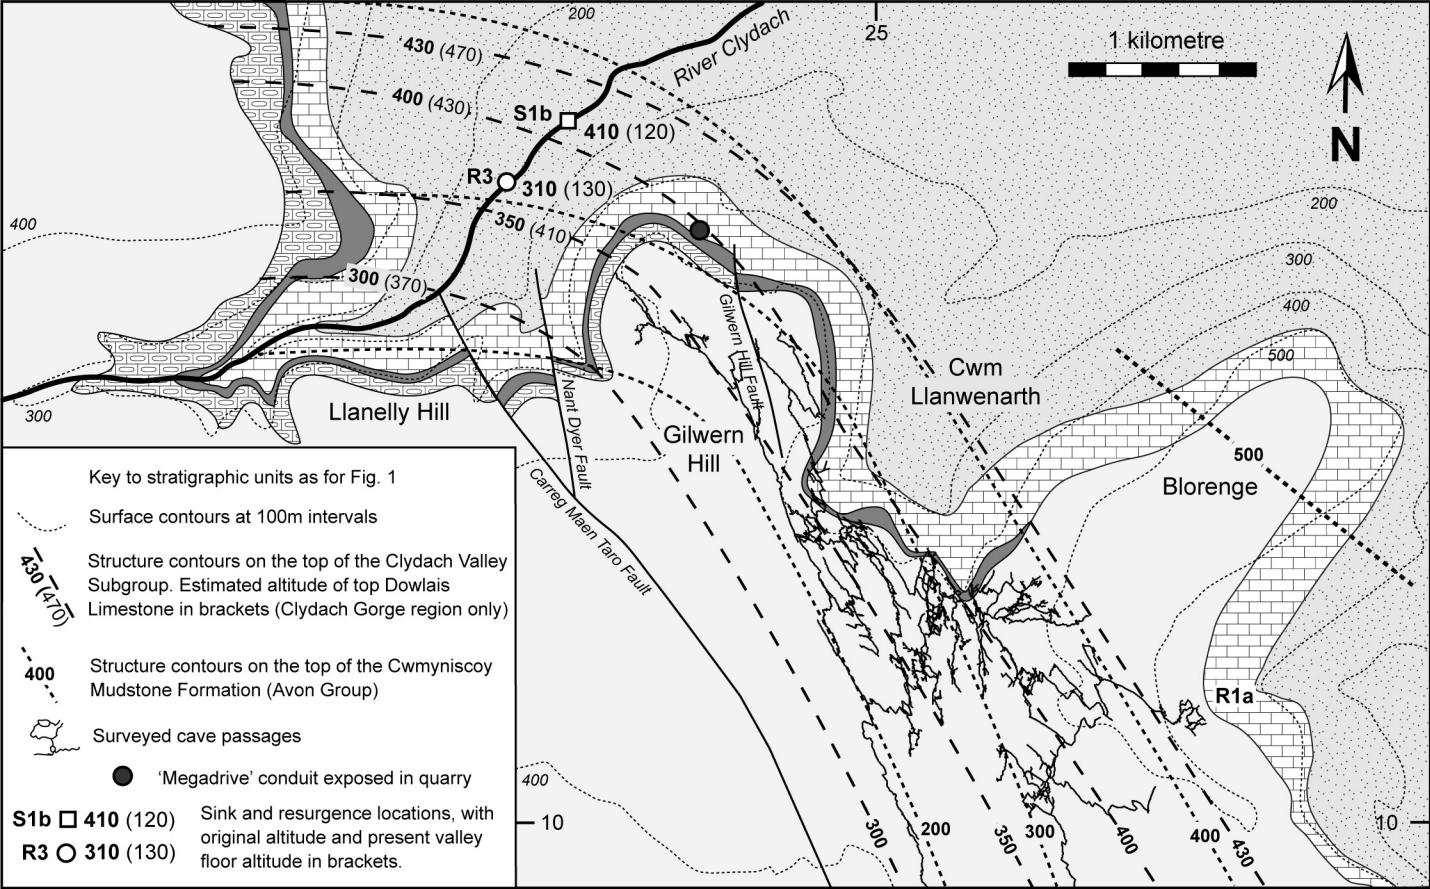 200
25
1 kilometre
N
River Clydach
430 (470)
400 (430)
S1b
410 (120)
R3
310 (130)
350 (410)
300 (370)
400
300
200
300
400
500
Cwm
Llanwenarth
500
Blorenge
Gilwern Hill Fault
Gilwern
Hill
Llanelly Hill
Nant Dyer Fault
Carreg Maen Taro Fault
R1a
400
10
10
300
200
350
300
400
400
430
Key to stratigraphic units as for Fig. 1
Surface contours at 100m intervals
430 (470)
Structure contours on the top of the Clydach Valley
Subgroup. Estimated altitude of top Dowlais
Limestone in brackets (Clydach Gorge region only)
400
Structure contours on the top of the Cwmyniscoy
Mudstone Formation (Avon Group)
Surveyed cave passages
‘Megadrive’ conduit exposed in quarry
S1b 410 (120)
R3 310 (130)
Sink and resurgence locations, with
original altitude and present valley
floor altitude in brackets.